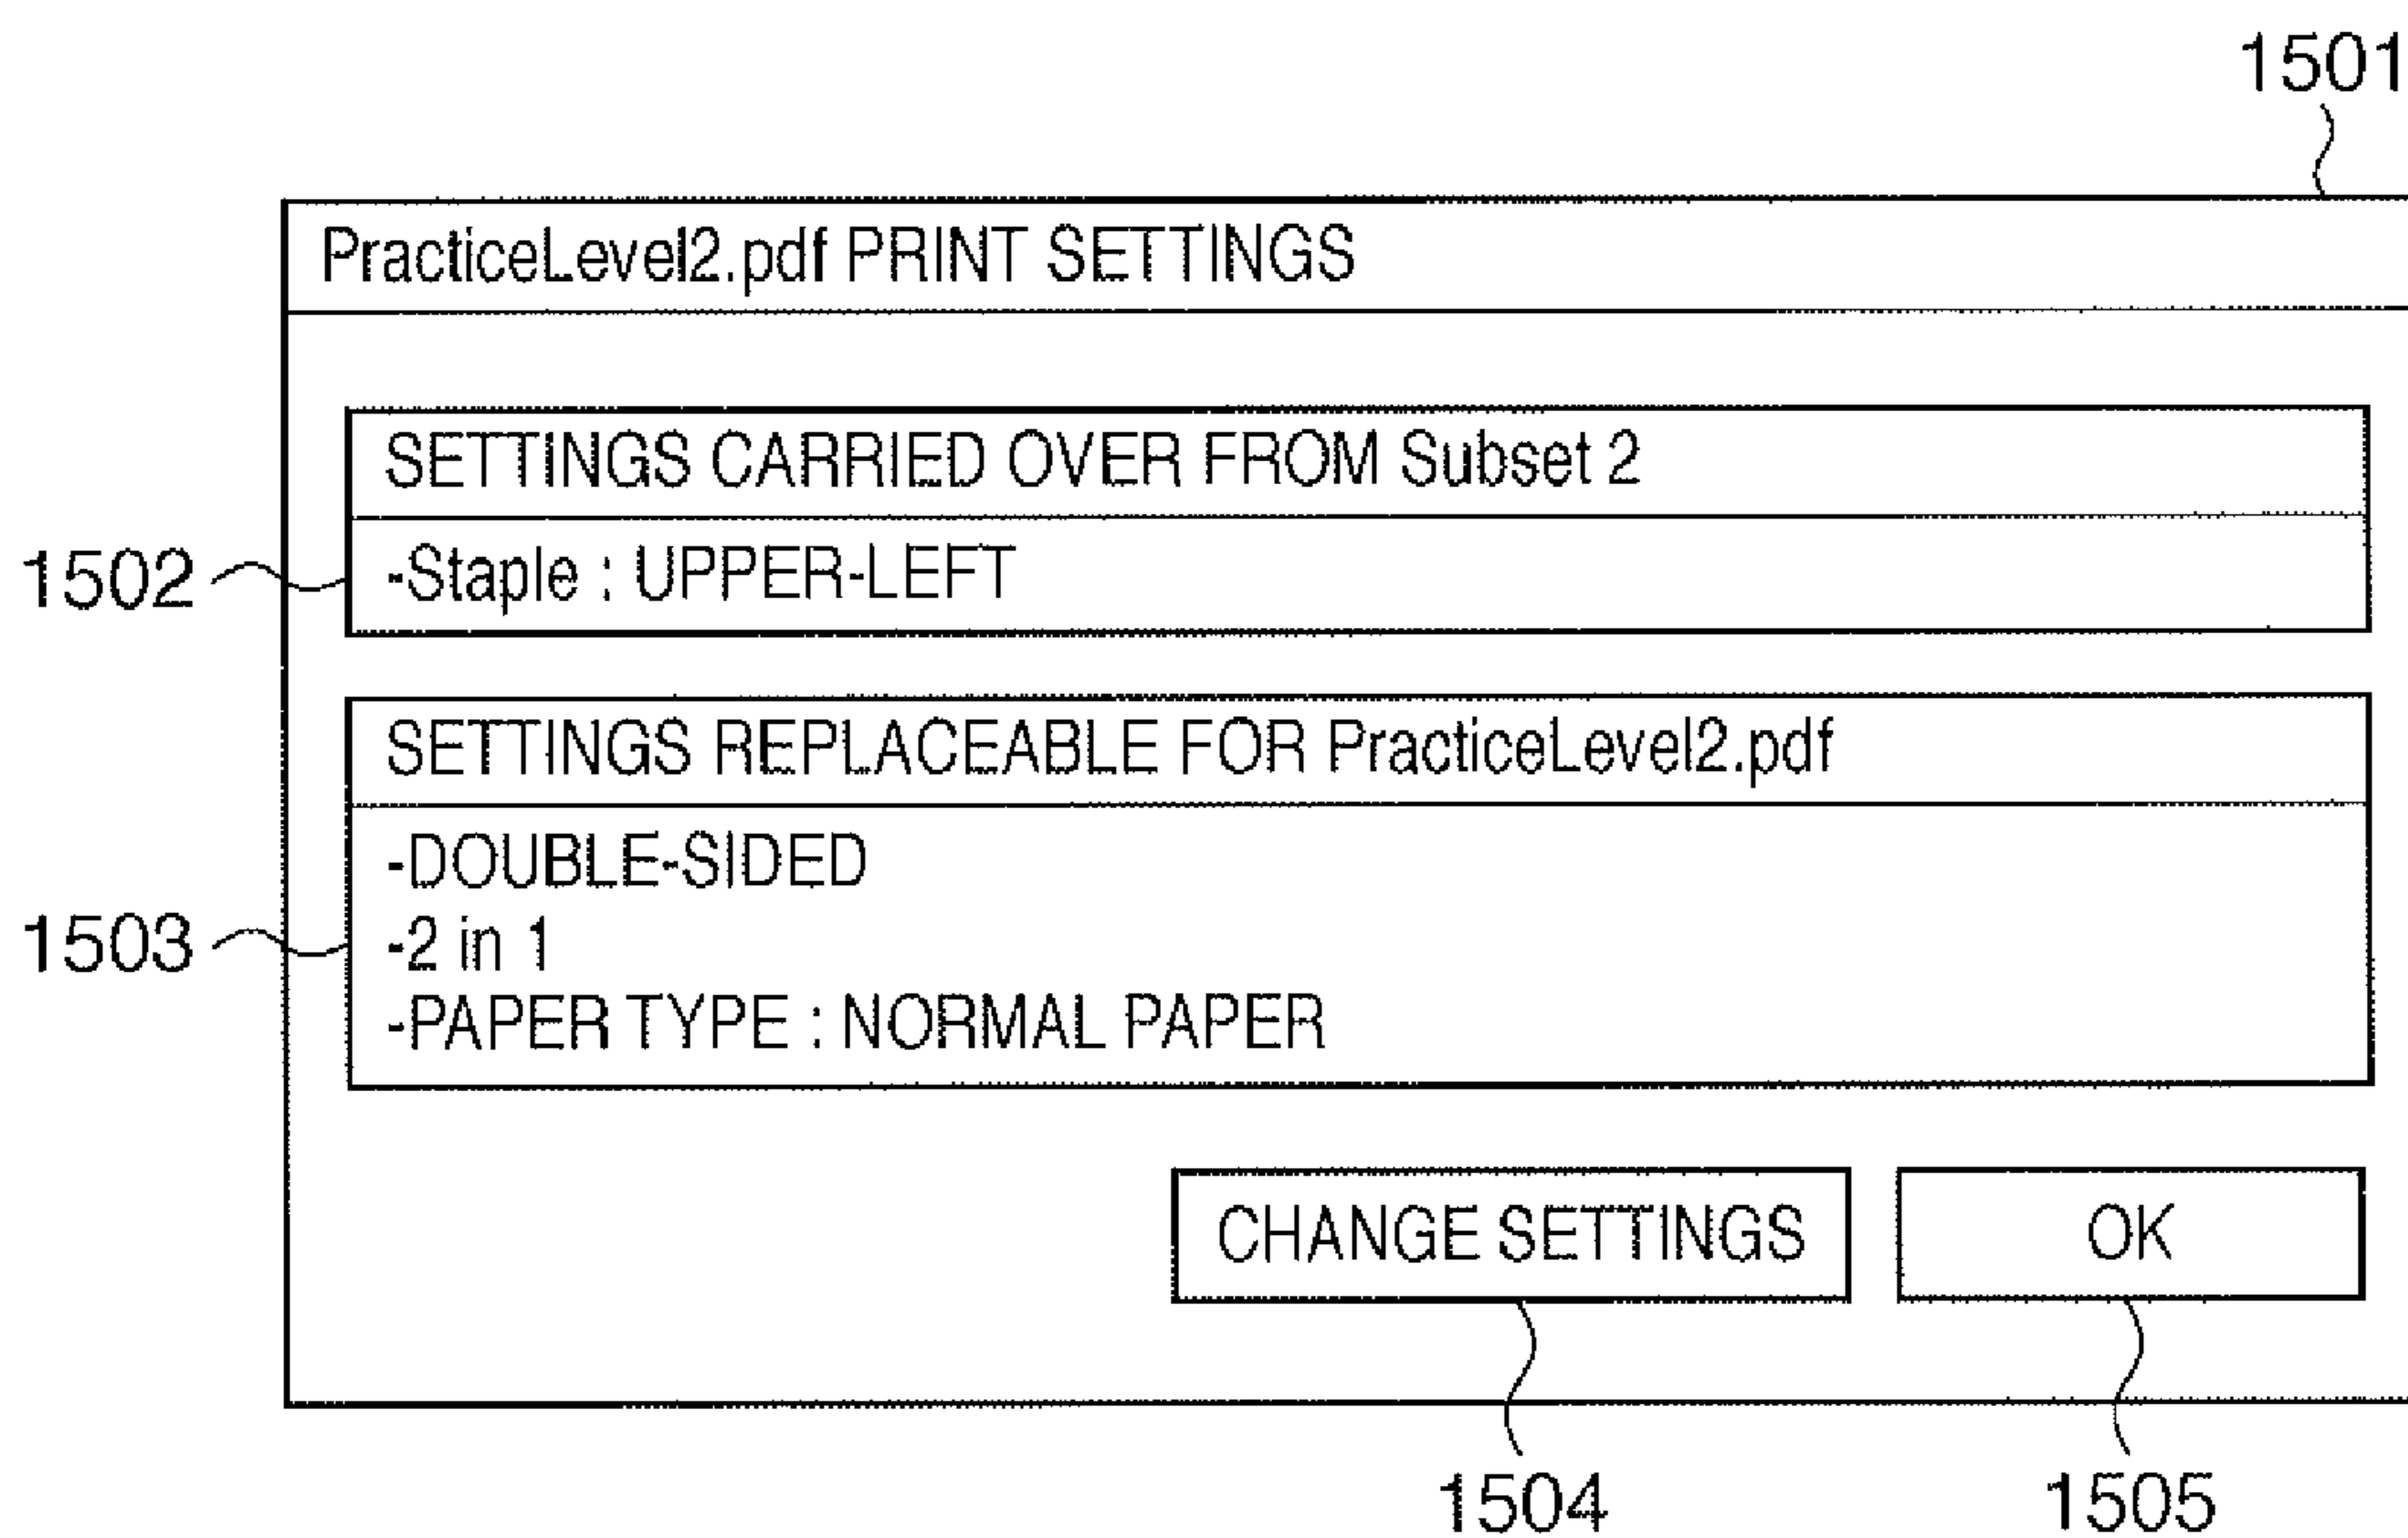 1501
PracticeLevel2.pdf PRINT SETTINGS
SETTINGS CARRIED OVER FROM Subset 2
1502
-Staple : UPPER-LEFT
SETTINGS REPLACEABLE FOR PracticeLevel2.pdf
-DOUBLE-SIDED
1503
-2 in 1
-PAPER TYPE : NORMAL PAPER
CHANGE SETTINGS
OK
1504
1505